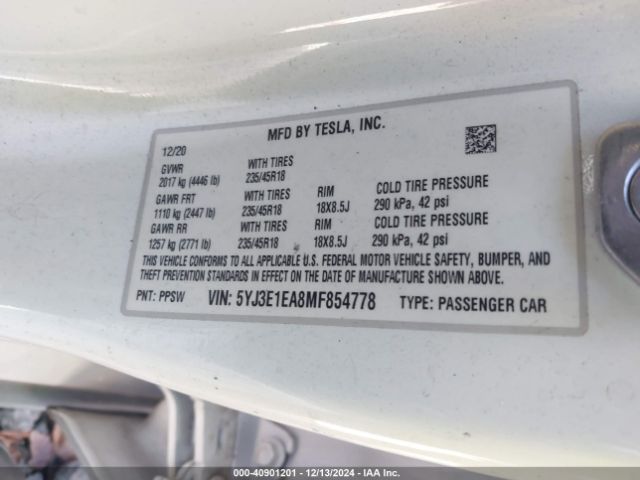 MFD BY TESLA, INC.
12/20
GVWR WITH TIRES
2017 kg (4446 lb) 235/45R18
GAWR FRT WITH TIRES RIM COLD TIRE PRESSURE
1110 kg (2447 lb) 235/45R18 18X8.5J 290 kPa, 42 psi
GAWR RR WITH TIRES RIM COLD TIRE PRESSURE
1257 kg (2771 lb) 235/45R18 18X8.5J 290 kPa, 42 psi
THIS VEHICLE CONFORMS TO ALL APPLICABLE U.S. FEDERAL MOTOR VEHICLE SAFETY, BUMPER, AND
THEFT PREVENTION STANDARDS IN EFFECT ON THE DATE OF MANUFACTURE SHOWN ABOVE.
PNT: PPSW VIN: 5YJ3E1EA8MF854778 TYPE: PASSENGER CAR
000-40901201 - 12/13/2024 - IAA Inc.